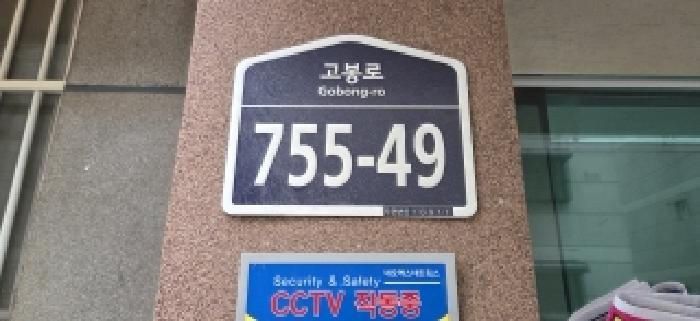 고봉로
Gobong-ro
755-49
Security & Safety
CCTV 작동중